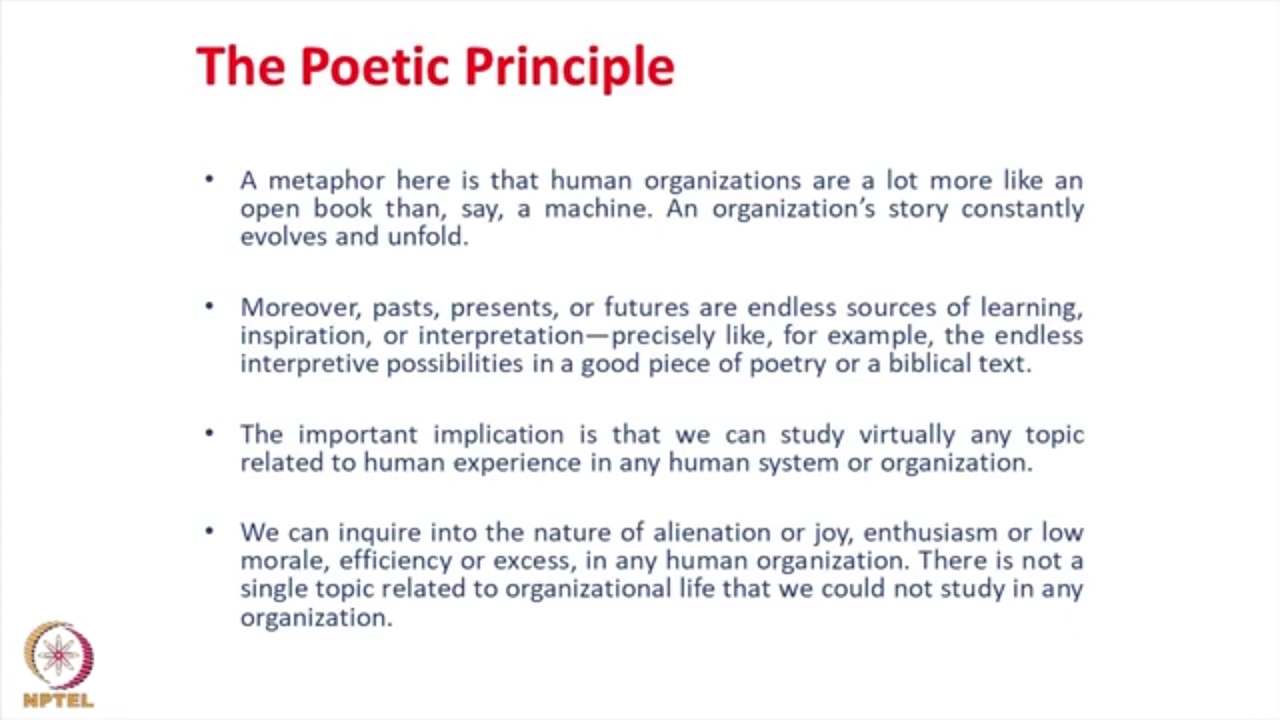 The Poetic Principle
• A metaphor here is that human organizations are a lot more like an
open book than, say, a machine. An organization’s story constantly
evolves and unfold.
• Moreover, pasts, presents, or futures are endless sources of learning,
inspiration, or interpretation—precisely like, for example, the endless
interpretive possibilities in a good piece of poetry or a biblical text.
• The important implication is that we can study virtually any topic
related to human experience in any human system or organization.
• We can inquire into the nature of alienation or joy, enthusiasm or low
morale, efficiency or excess, in any human organization. There is not a
single topic related to organizational life that we could not study in any
organization.
NPTEL